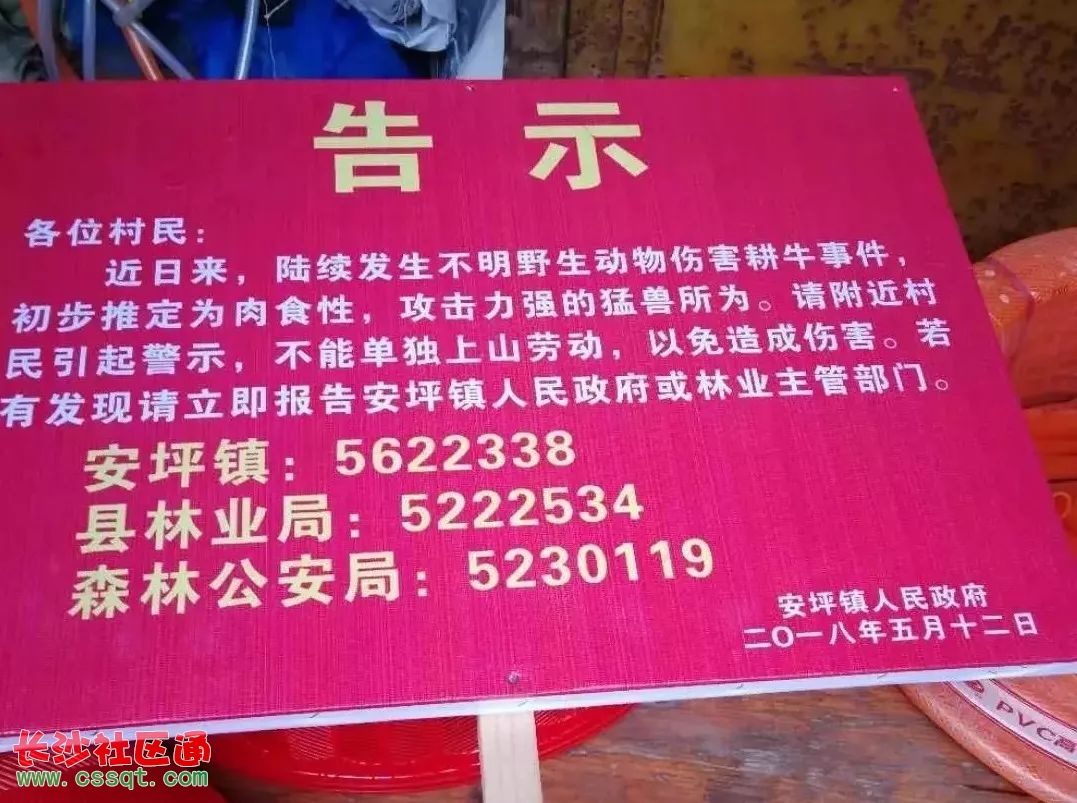 告示
各位村民：
近日来，陆续发生不明野生动物伤害耕牛事件，
初步推定为肉食性，攻击力强的猛兽所为。请附近村
民引起警示，不能单独上山劳动，以免造成伤害。若
有发现请立即报告安坪镇人民政府或林业主管部门。
安坪镇：5622338
县林业局：5222534
森林公安局：5230119
安坪镇人民政府
二〇一八年五月十二日
PVC高
长沙社区通
www.cssqt.com